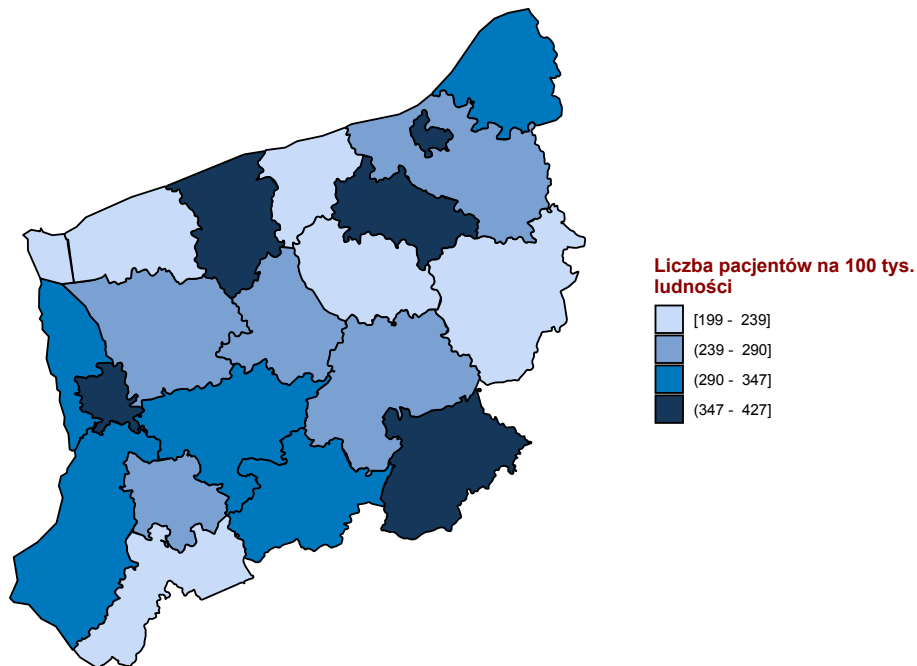 Liczba pacjentów na 100 tys.
ludności
[199 - 239]
(239 - 290]
(290 - 347]
(347 - 427]